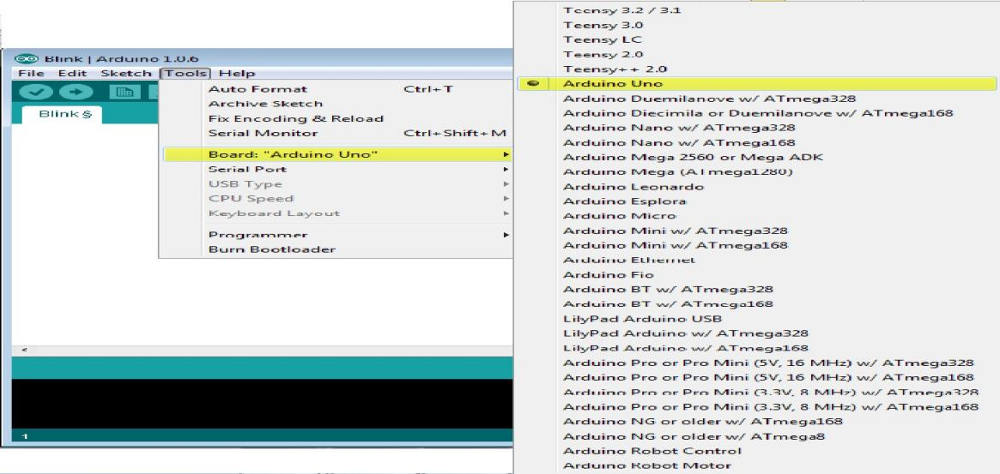 Blink | Arduino 1.0.6
File Edit Sketch Tools Help
Blink §
Auto Format Ctrl+T
Archive Sketch
Fix Encoding & Reload
Serial Monitor Ctrl+Shift+M
Board: "Arduino Uno"
Serial Port
USB Type
CPU Speed
Keyboard Layout
Programmer
Burn Bootloader
1
Teensy 3.2 / 3.1
Teensy 3.0
Teensy LC
Teensy 2.0
Teensy++ 2.0
Arduino Uno
Arduino Duemilanove w/ ATmega328
Arduino Diecimila or Duemilanove w/ ATmega168
Arduino Nano w/ ATmega328
Arduino Nano w/ ATmega168
Arduino Mega 2560 or Mega ADK
Arduino Mega (ATmega1280)
Arduino Leonardo
Arduino Esplora
Arduino Micro
Arduino Mini w/ ATmega328
Arduino Mini w/ ATmega168
Arduino Ethernet
Arduino Fio
Arduino BT w/ ATmega328
Arduino BT w/ ATmega168
LilyPad Arduino USB
LilyPad Arduino w/ ATmega328
LilyPad Arduino w/ ATmega168
Arduino Pro or Pro Mini (5V, 16 MHz) w/ ATmega328
Arduino Pro or Pro Mini (5V, 16 MHz) w/ ATmega168
Arduino Pro or Pro Mini (3.3V, 8 MHz) w/ ATmega328
Arduino Pro or Pro Mini (3.3V, 8 MHz) w/ ATmega168
Arduino NG or older w/ ATmega168
Arduino NG or older w/ ATmega8
Arduino Robot Control
Arduino Robot Motor